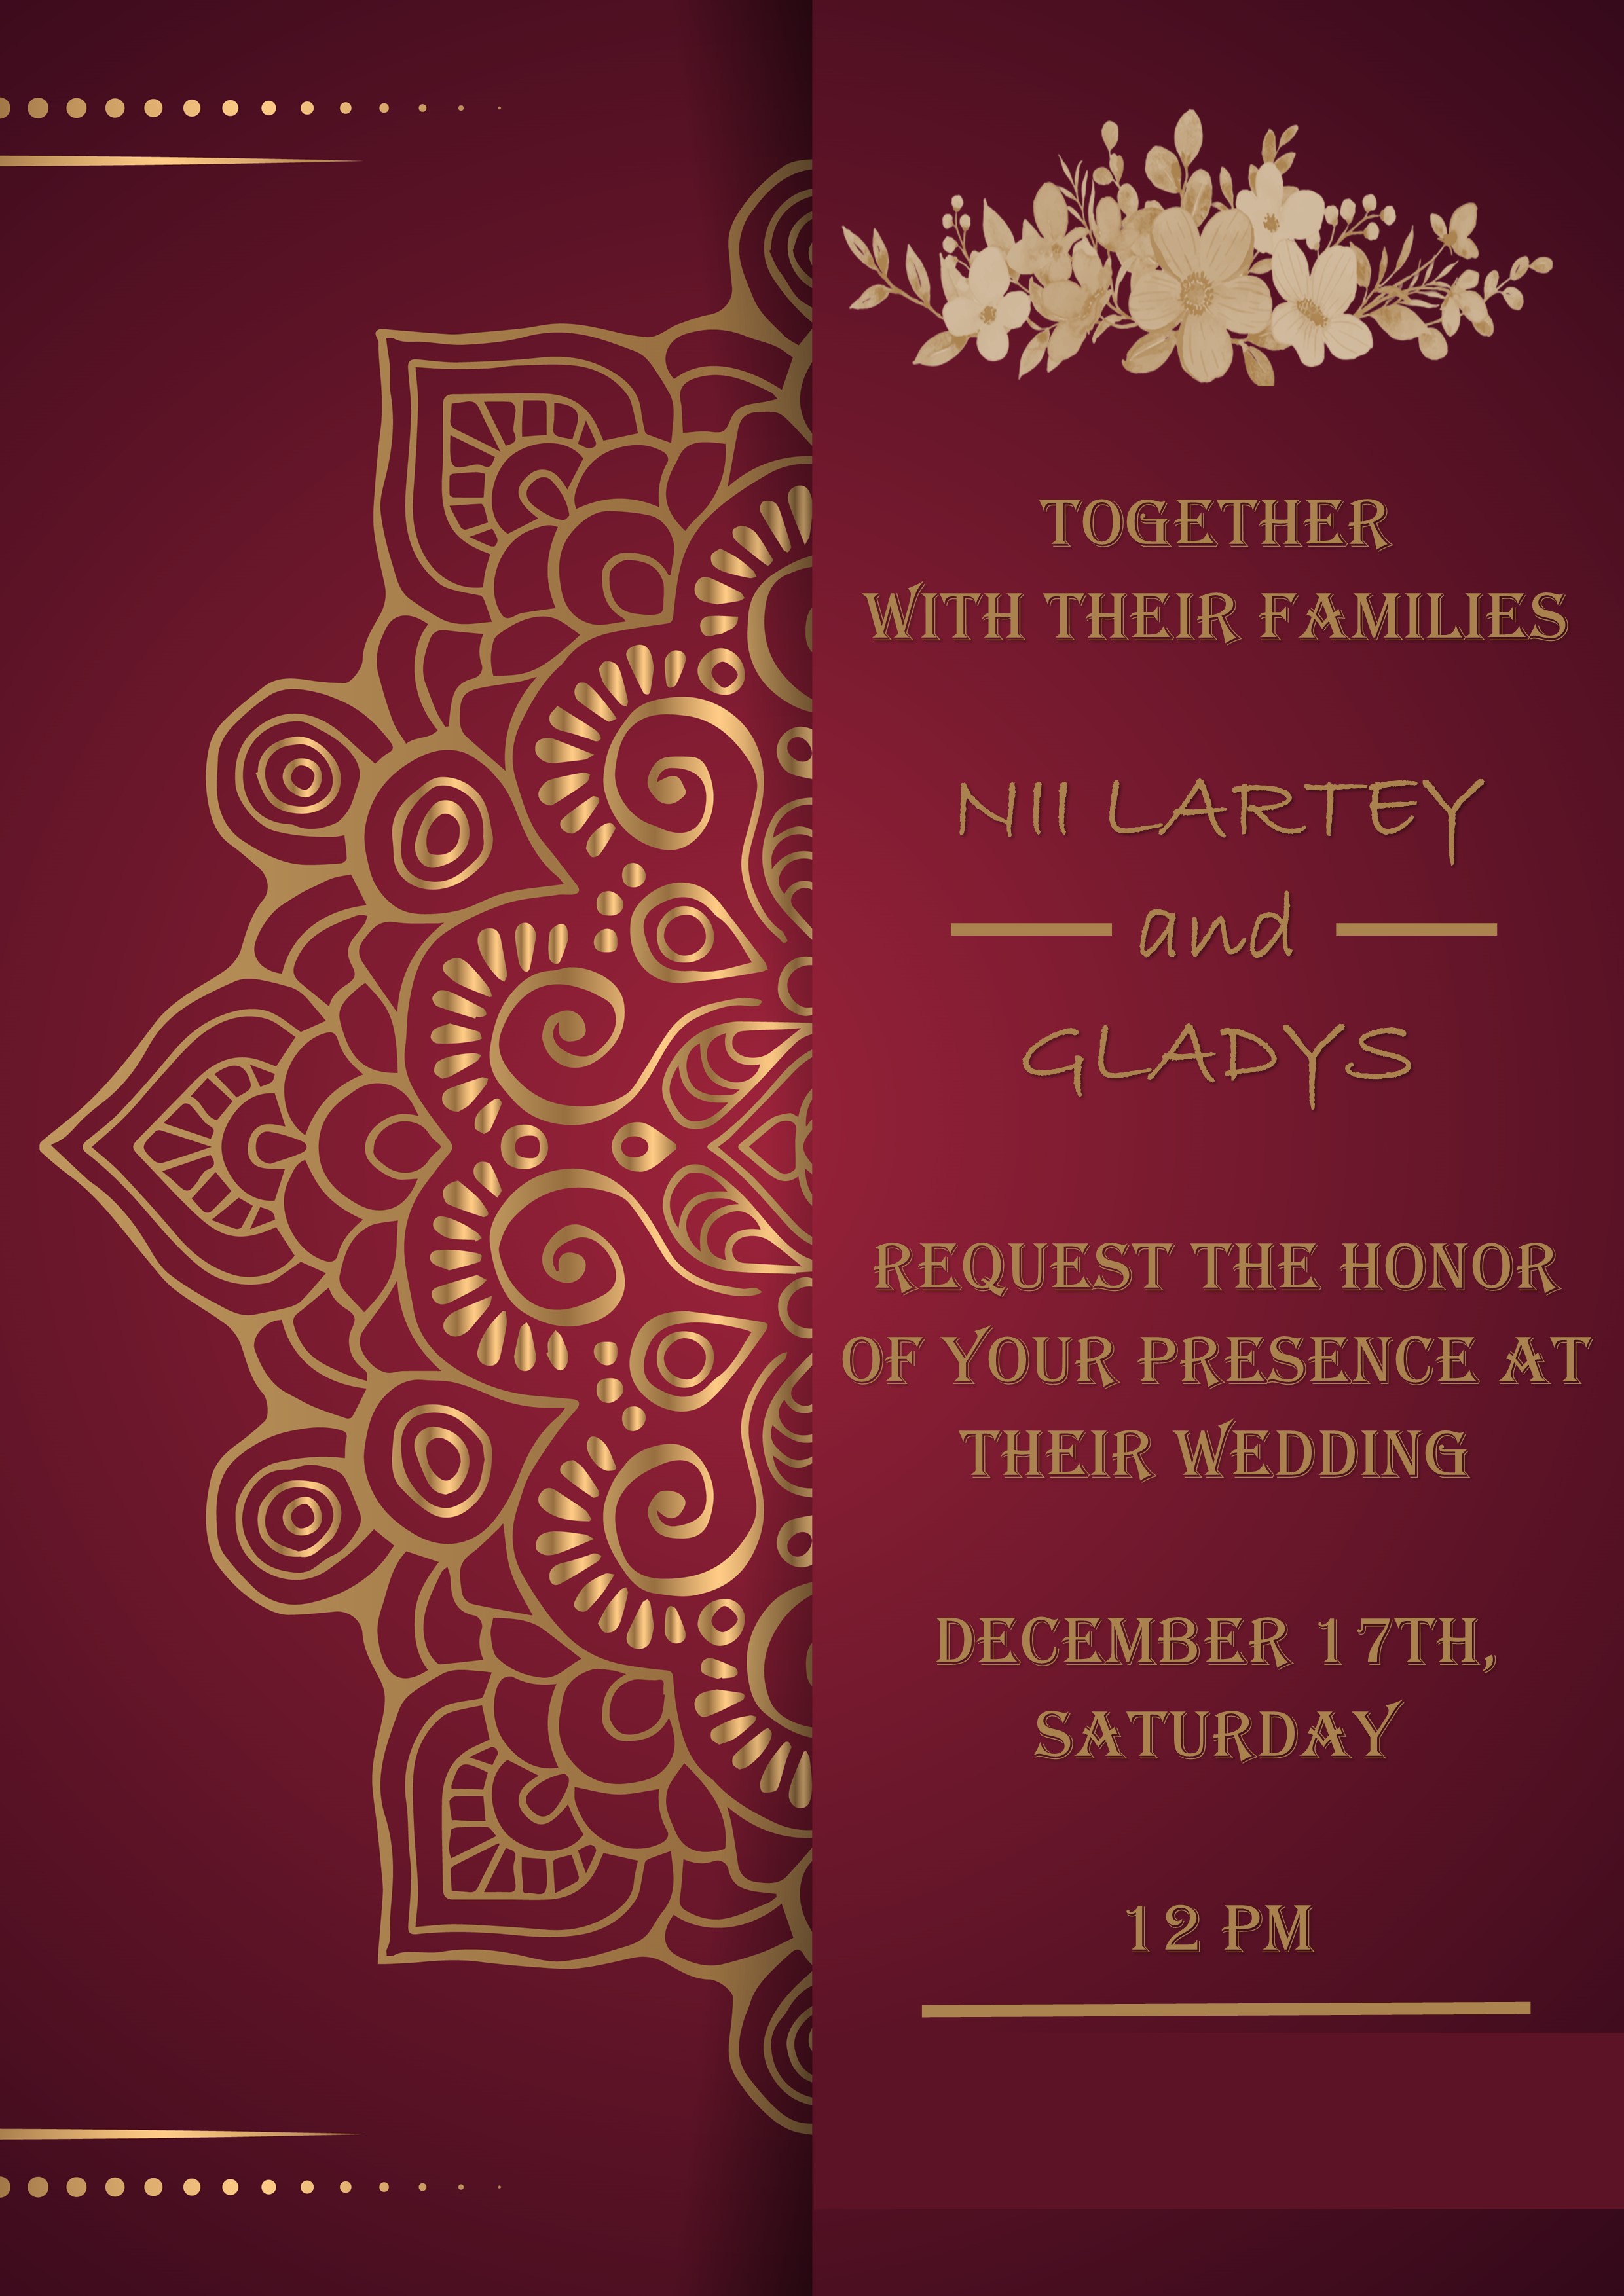 TOGETHER
WITH THEIR FAMILIES
NII LARTEY
and
GLADYS
REQUEST THE HONOR
OF YOUR PRESENCE AT
THEIR WEDDING
DECEMBER 17TH,
SATURDAY
12 PM